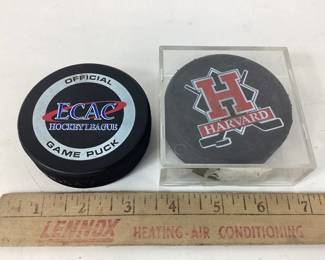 OFFICIAL
ECAC
HOCKEY LEAGUE
GAME PUCK
H
HARVARD
1 2 3 4 5 6 7
LENNOX HEATING - AIR CONDITIONING